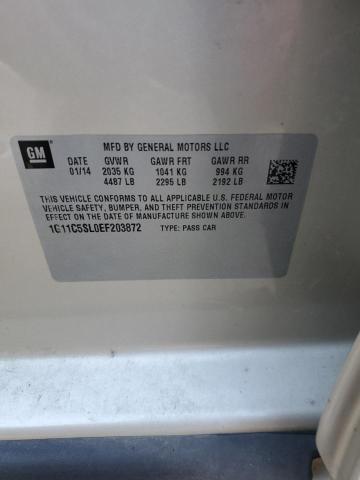 GM
MFD BY GENERAL MOTORS LLC
DATE GVWR GAWR FRT GAWR RR
01/14 2035 KG 1041 KG 994 KG
4487 LB 2295 LB 2192 LB
THIS VEHICLE CONFORMS TO ALL APPLICABLE U.S. FEDERAL MOTOR
VEHICLE SAFETY, BUMPER, AND THEFT PREVENTION STANDARDS IN
EFFECT ON THE DATE OF MANUFACTURE SHOWN ABOVE.
1G11C5SL0EF203872 TYPE: PASS CAR